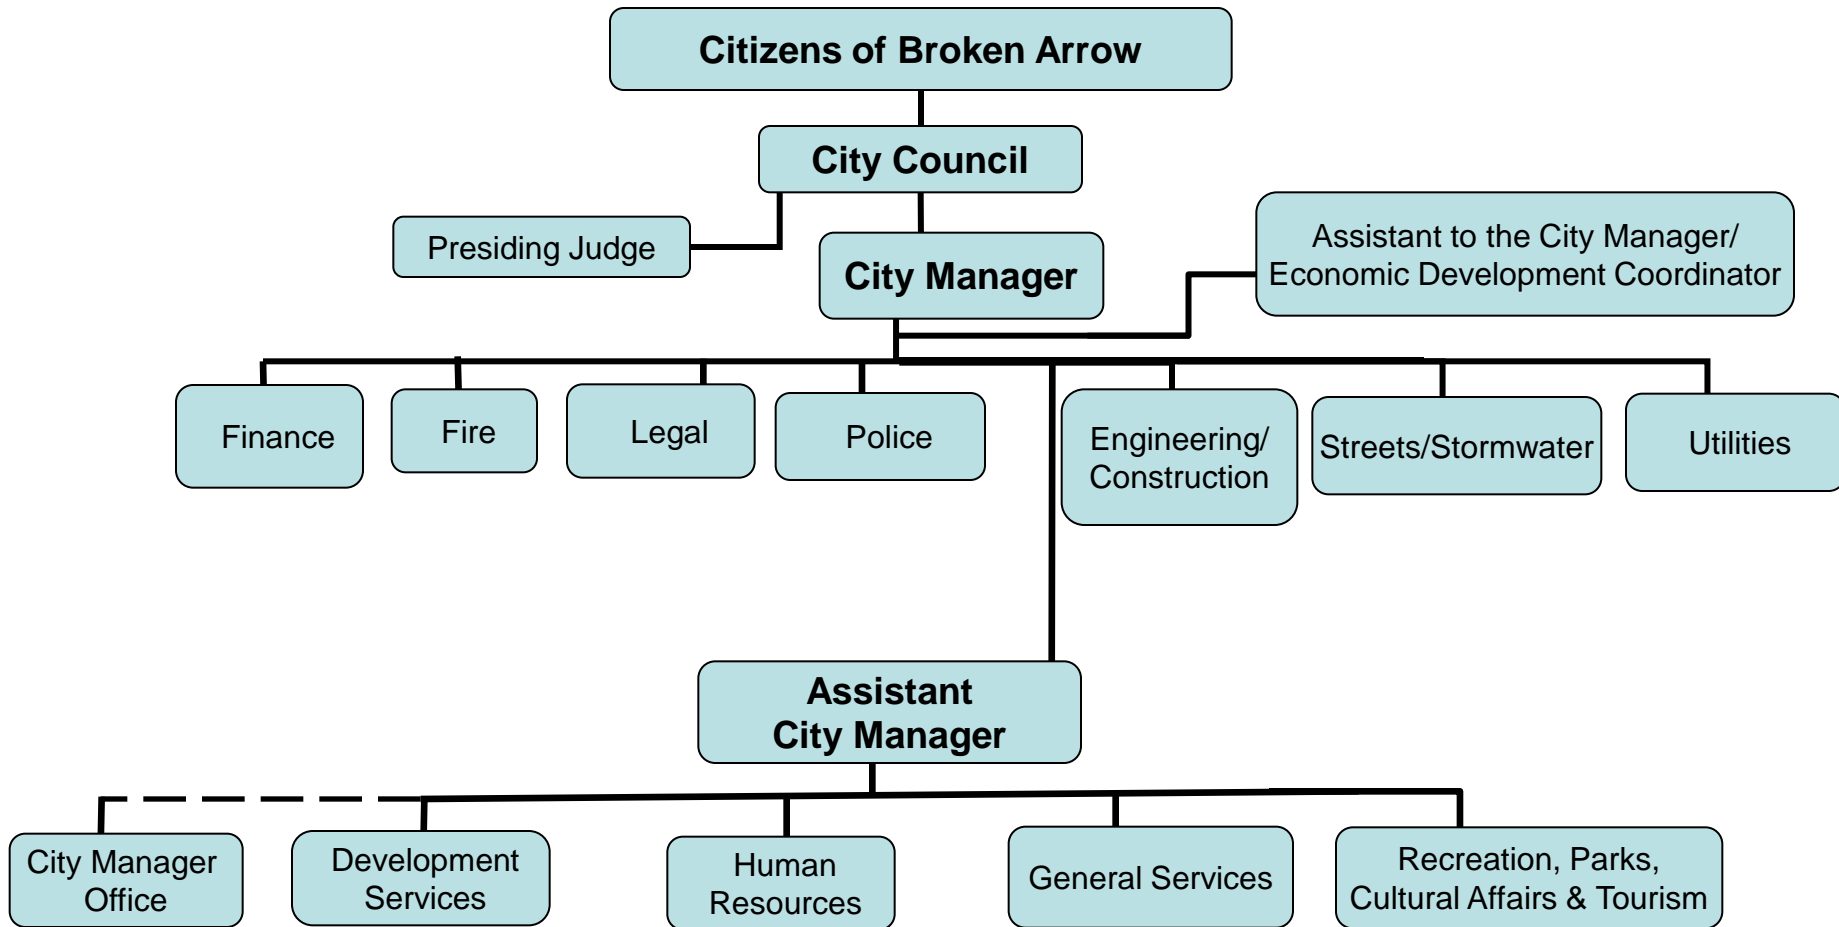 Citizens of Broken Arrow
City Council
Presiding Judge
City Manager
Assistant to the City Manager/
Economic Development Coordinator
Finance
Fire
Legal
Police
Engineering/
Construction
Streets/Stormwater
Utilities
Assistant
City Manager
City Manager
Office
Development
Services
Human
Resources
General Services
Recreation, Parks,
Cultural Affairs & Tourism